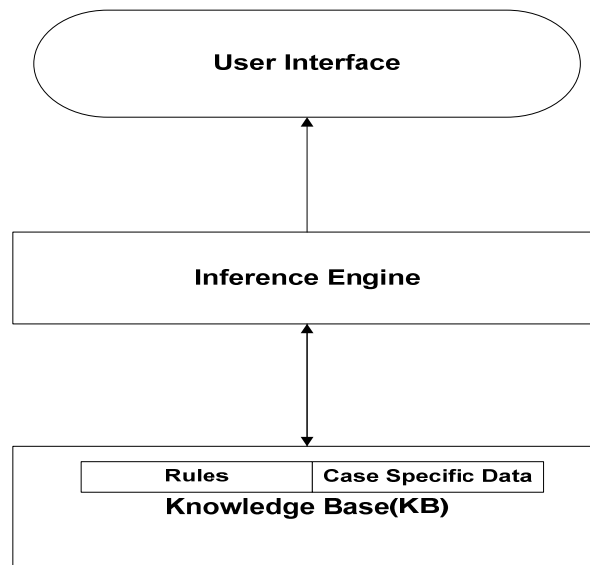 User Interface
Inference Engine
Rules
Case Specific Data
Knowledge Base(KB)